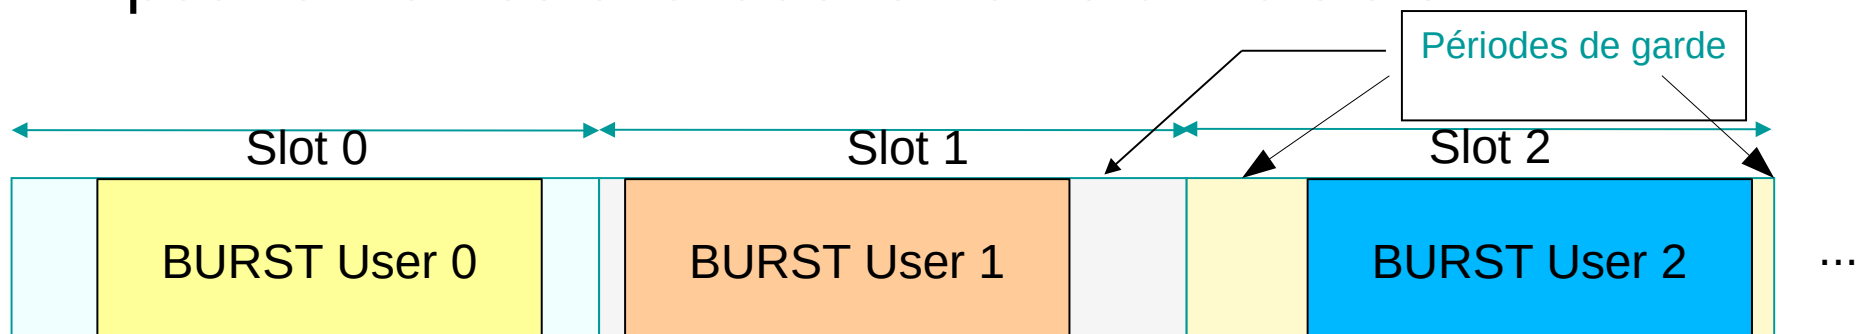 Périodes de garde
Slot 0 Slot 1 Slot 2
BURST User 0 BURST User 1 BURST User 2 ...